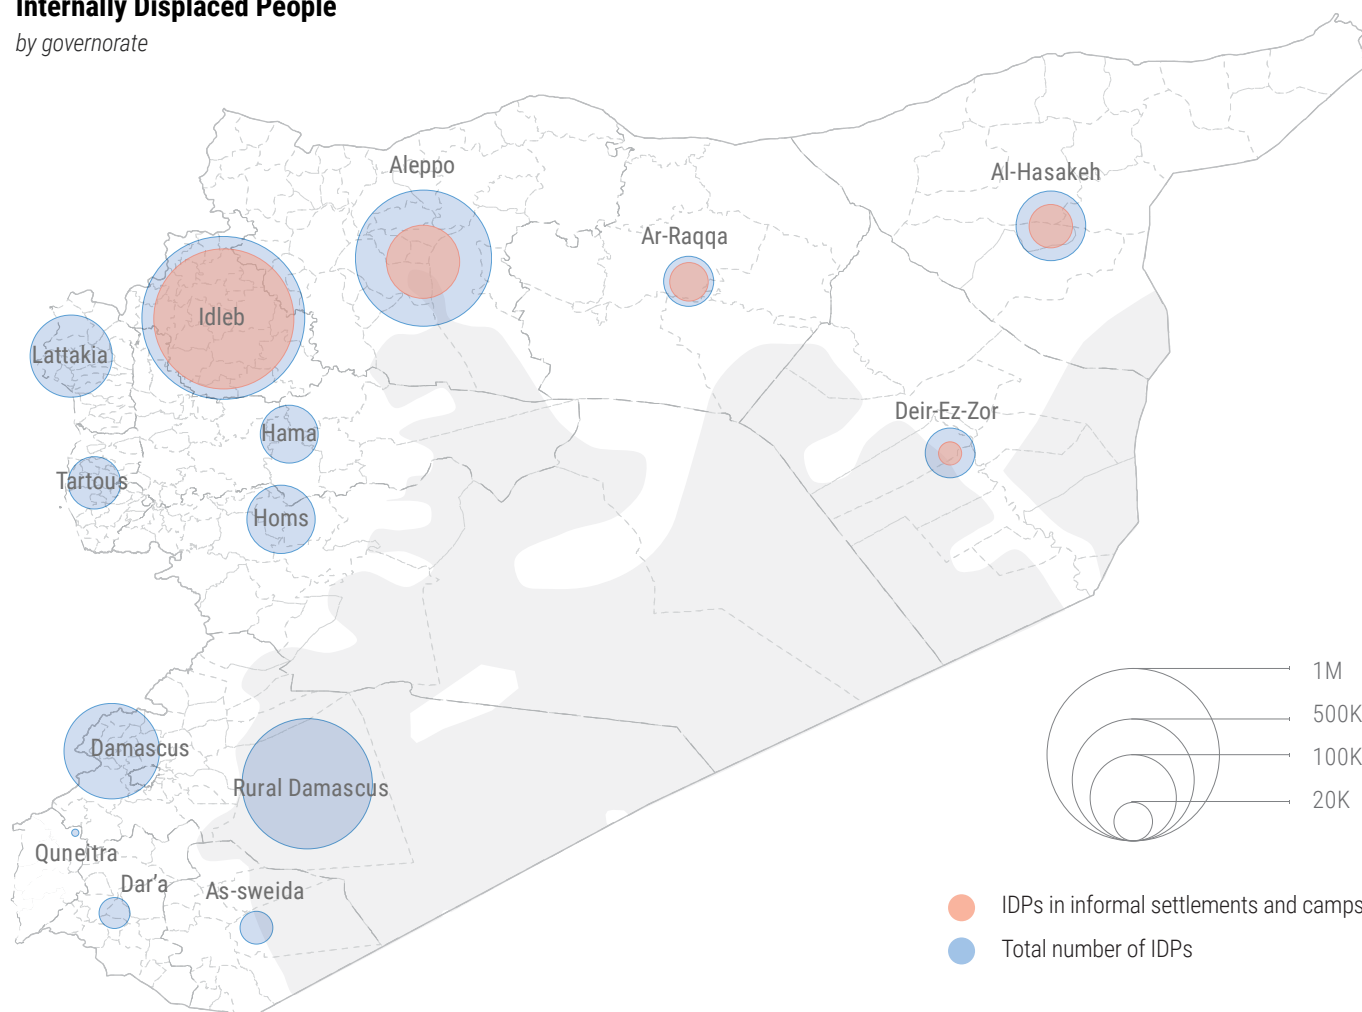 Internally Displaced People
by governorate
Aleppo
Al-Hasakeh
Ar-Raqqa
Idleb
Lattakia
Deir-Ez-Zor
Hama
Tartous
Homs
1M
500K
100K
20K
Damascus
Rural Damascus
Quneitra
Dar'a
As-sweida
IDPs in informal settlements and camps
Total number of IDPs